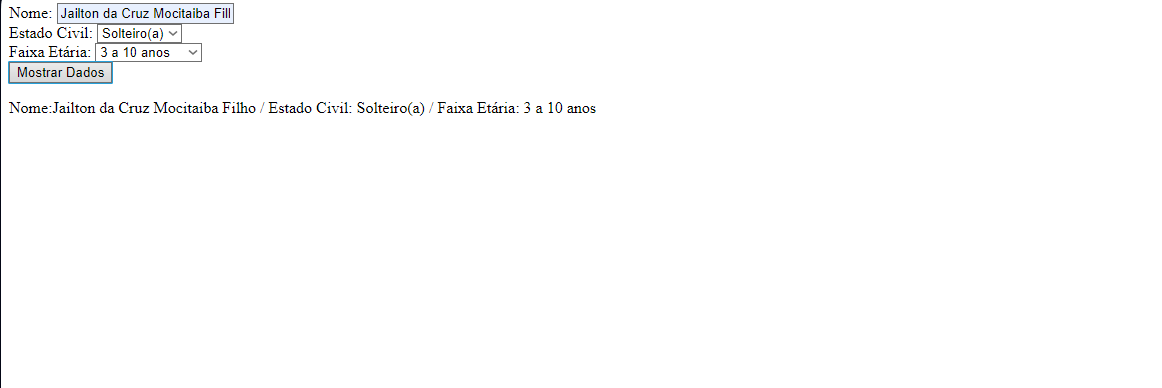 Nome: Jailton da Cruz Mocitaiba Fill
Estado Civil: Solteiro(a)
Faixa Etária: 3 a 10 anos
Mostrar Dados
Nome:Jailton da Cruz Mocitaiba Filho / Estado Civil: Solteiro(a) / Faixa Etária: 3 a 10 anos